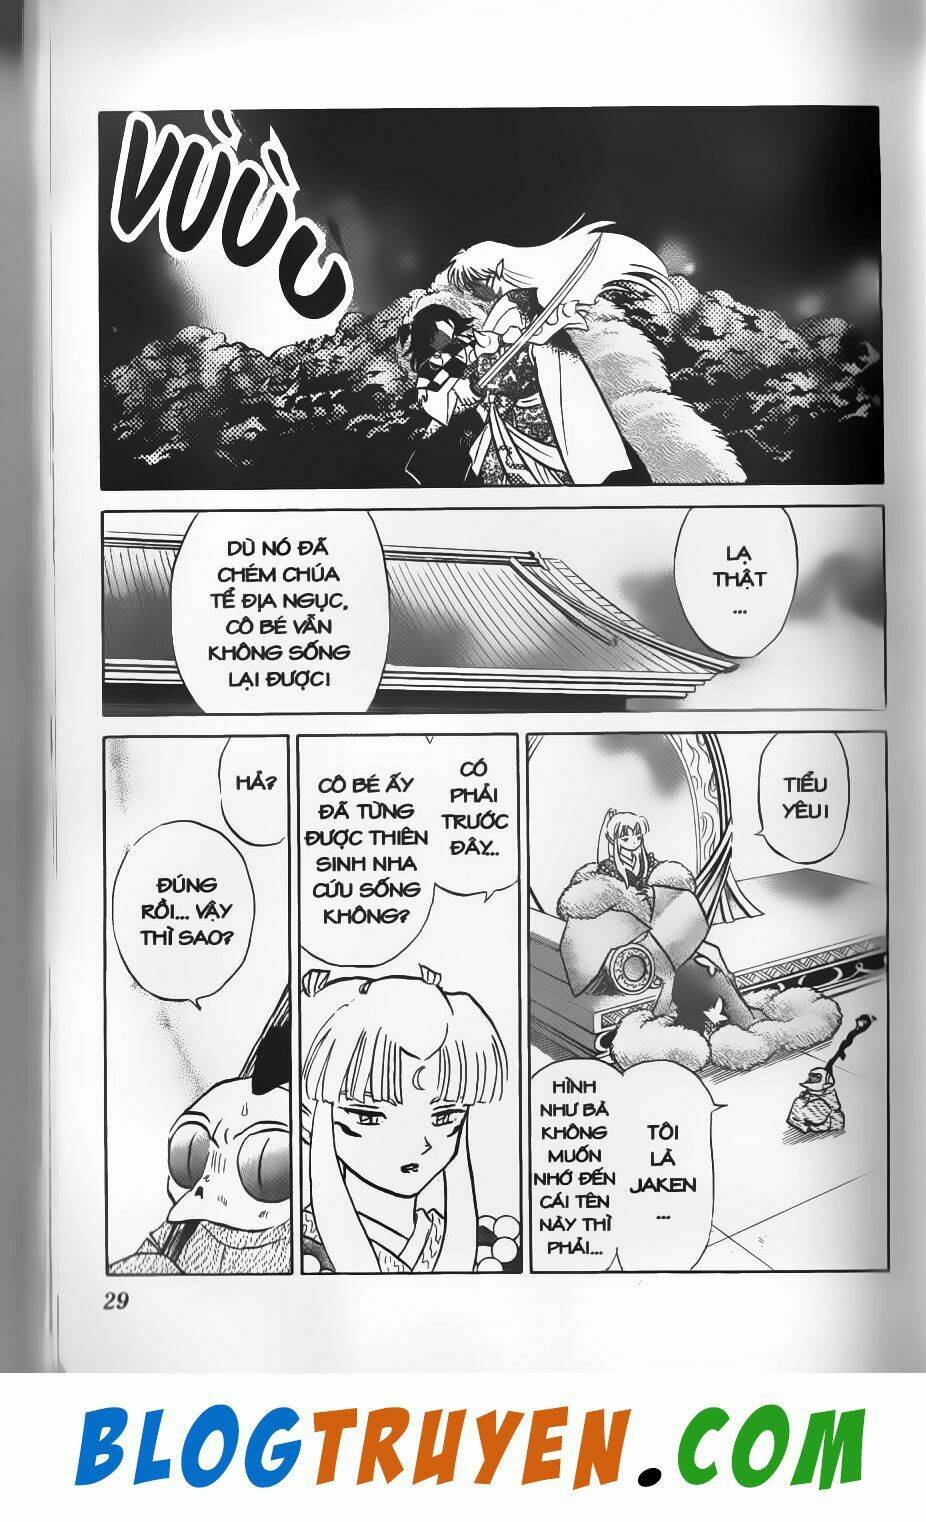 VÙÙÙ
LẠ
THẬT
...
DÙ NÓ ĐÃ
CHÉM CHÚA
TỂ ĐỊA NGỤC,
CÔ BÉ VẪN
KHÔNG SỐNG
LẠI ĐƯỢC!
TIỂU
YÊU!
TÔI
LÀ
JAKEN
...
HÌNH
NHƯ BÀ
KHÔNG
MUỐN
NHỚ ĐẾN
CÁI TÊN
NÀY THÌ
PHẢI...
CÓ
PHẢI
TRƯỚC
ĐÂY...
CÔ BÉ ẤY
ĐÃ TỪNG
ĐƯỢC THIÊN
SINH NHA
CỨU SỐNG
KHÔNG?
HẢ?
ĐÚNG
RỒI... VẬY
THÌ SAO?
29
BLOGTRUYEN.COM